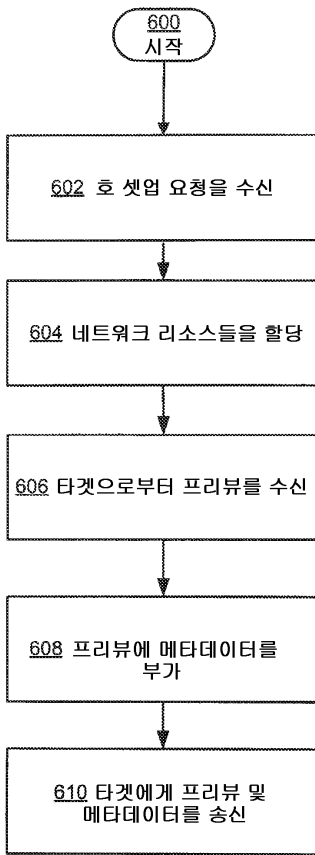 600
시작
602 호 셋업 요청을 수신
604 네트워크 리소스들을 할당
606 타겟으로부터 프리뷰를 수신
608 프리뷰에 메타데이터를
부가
610 타겟에게 프리뷰 및
메타데이터를 송신